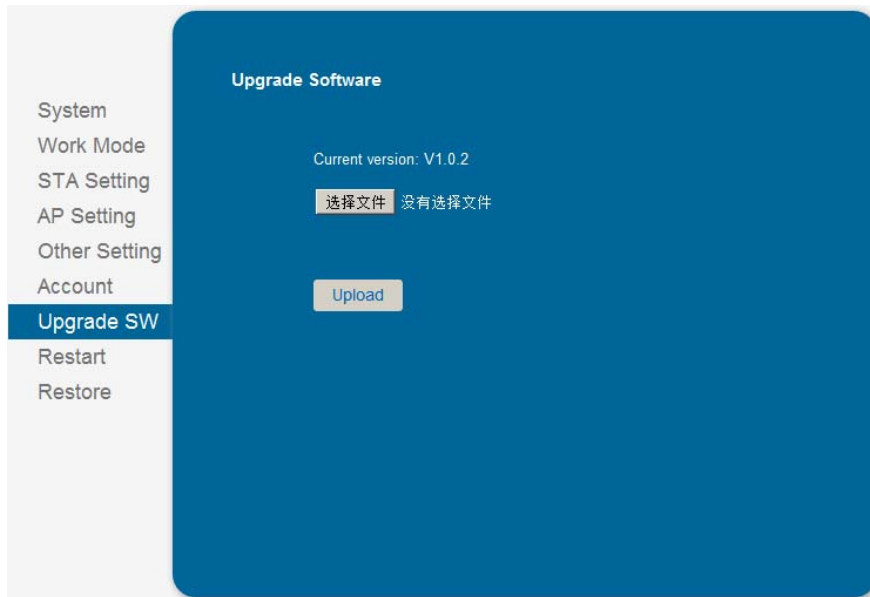 System
Work Mode
STA Setting
AP Setting
Other Setting
Account
Upgrade SW
Restart
Restore
Upgrade Software
Current version: V1.0.2
选择文件 没有选择文件
Upload